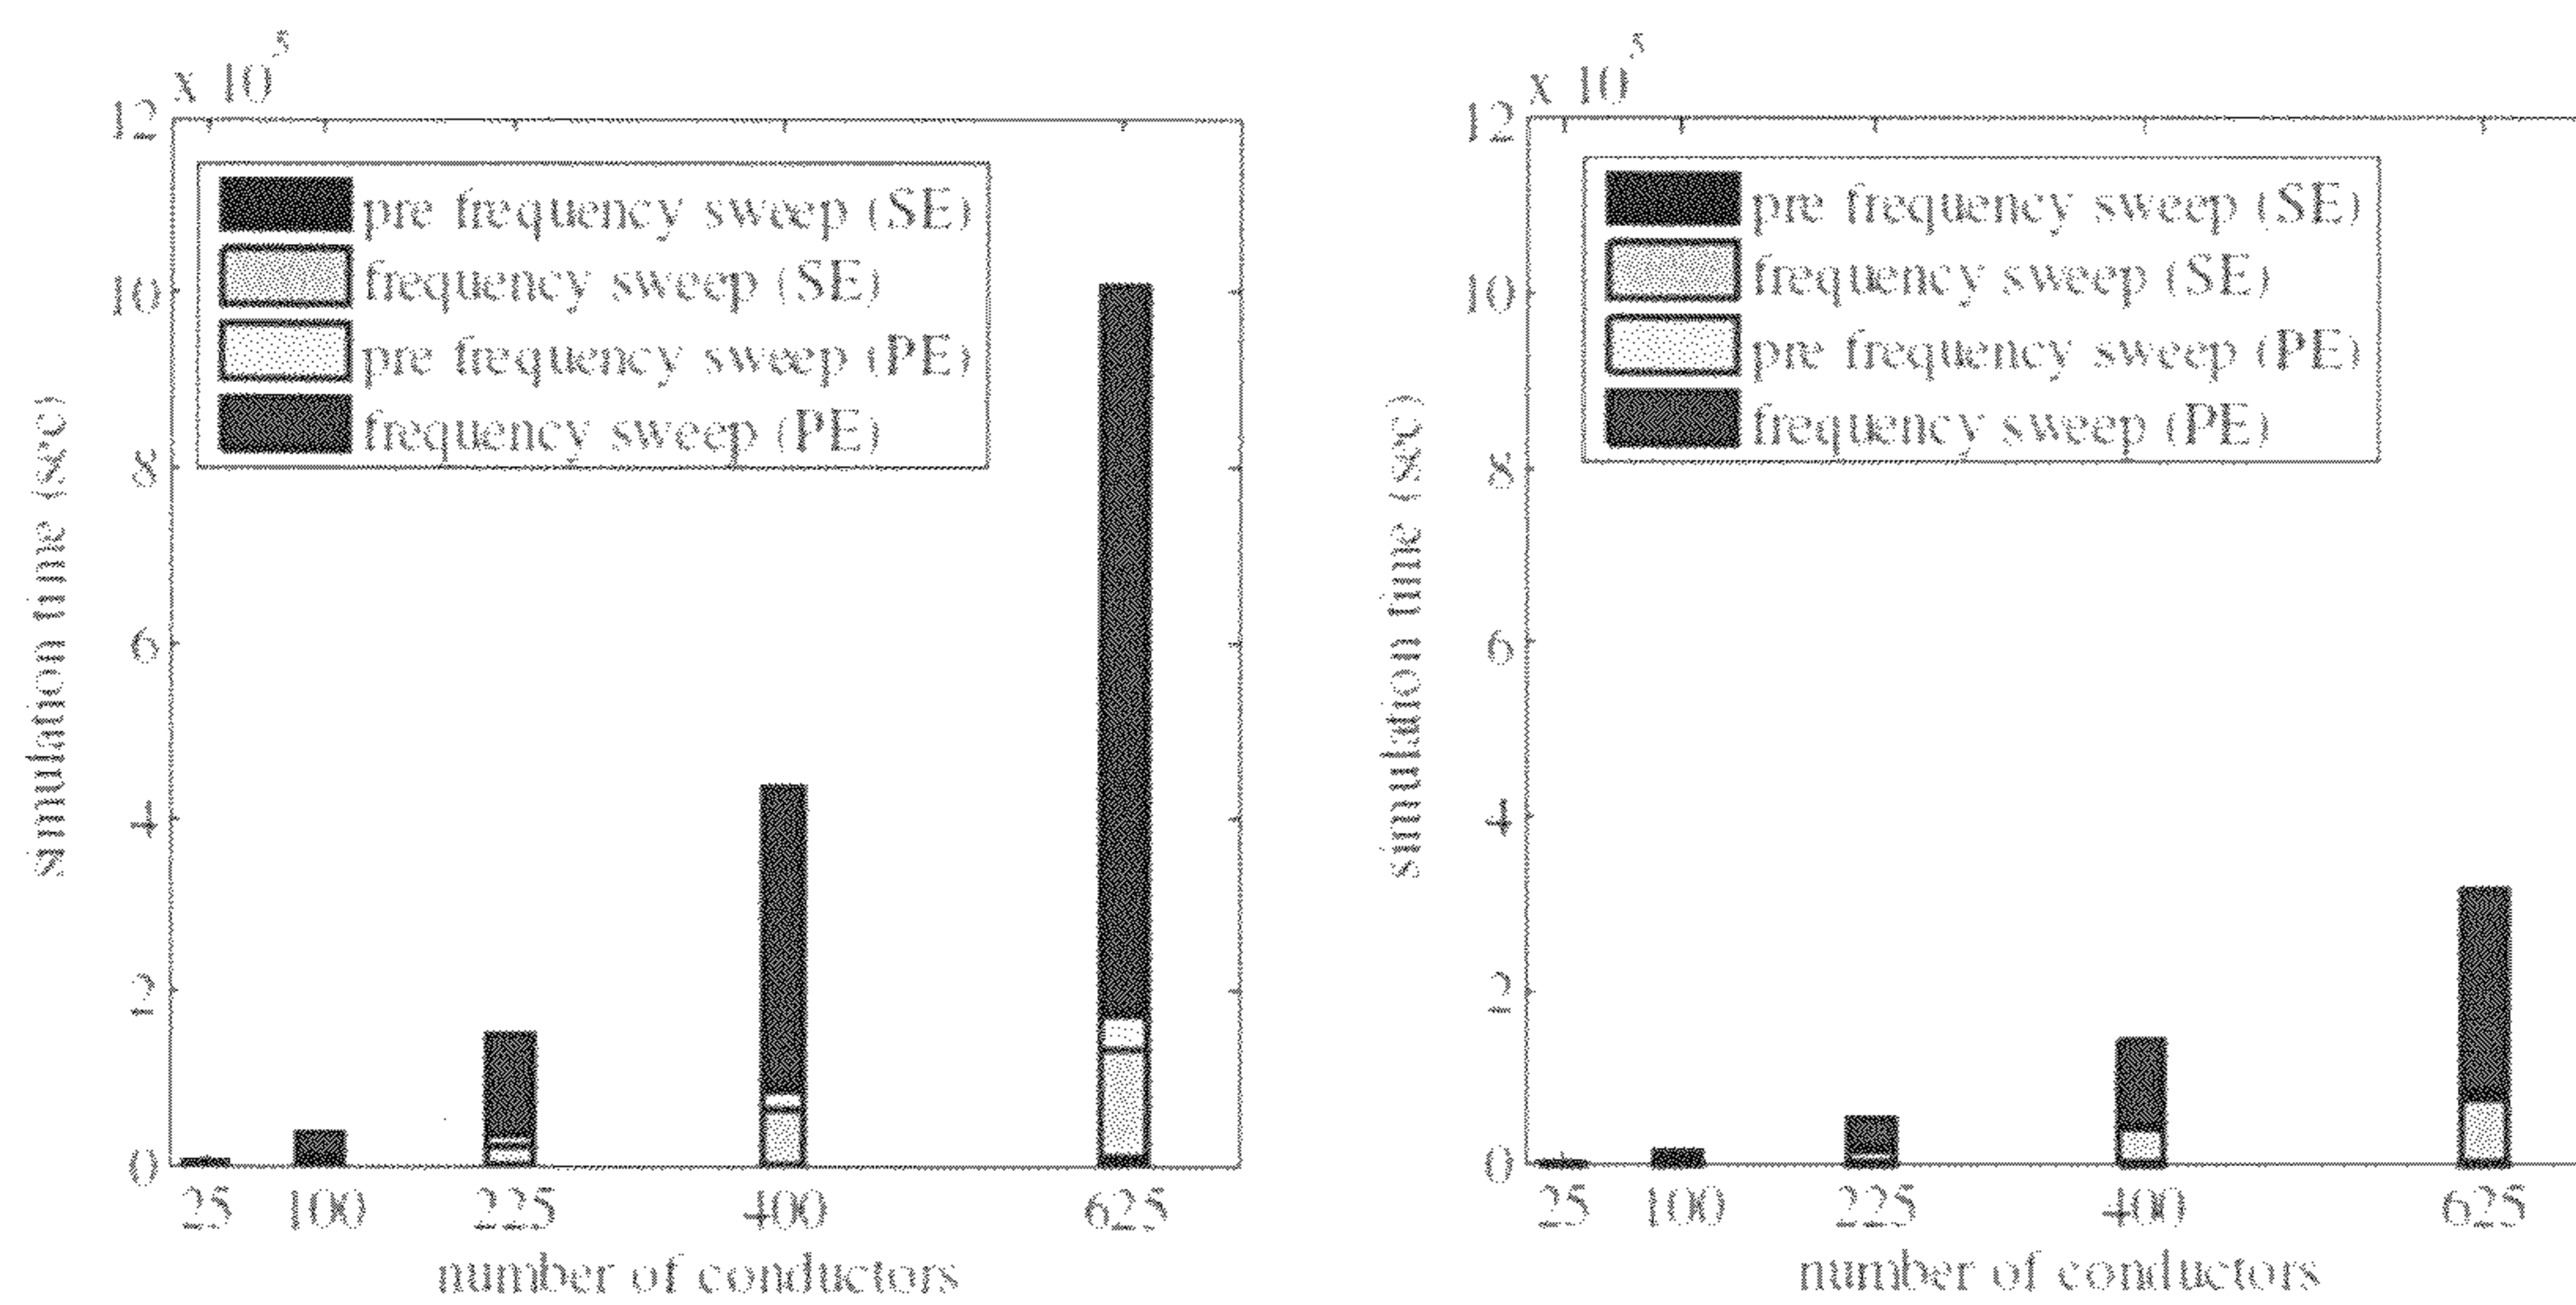 x 10^5
12
10
8
6
4
2
0
simulation time (sec)
pre frequency sweep (SE)
frequency sweep (SE)
pre frequency sweep (PE)
frequency sweep (PE)
25 100 225 400 625
number of conductors
x 10^5
12
10
8
6
4
2
0
simulation time (sec)
pre frequency sweep (SE)
frequency sweep (SE)
pre frequency sweep (PE)
frequency sweep (PE)
25 100 225 400 625
number of conductors